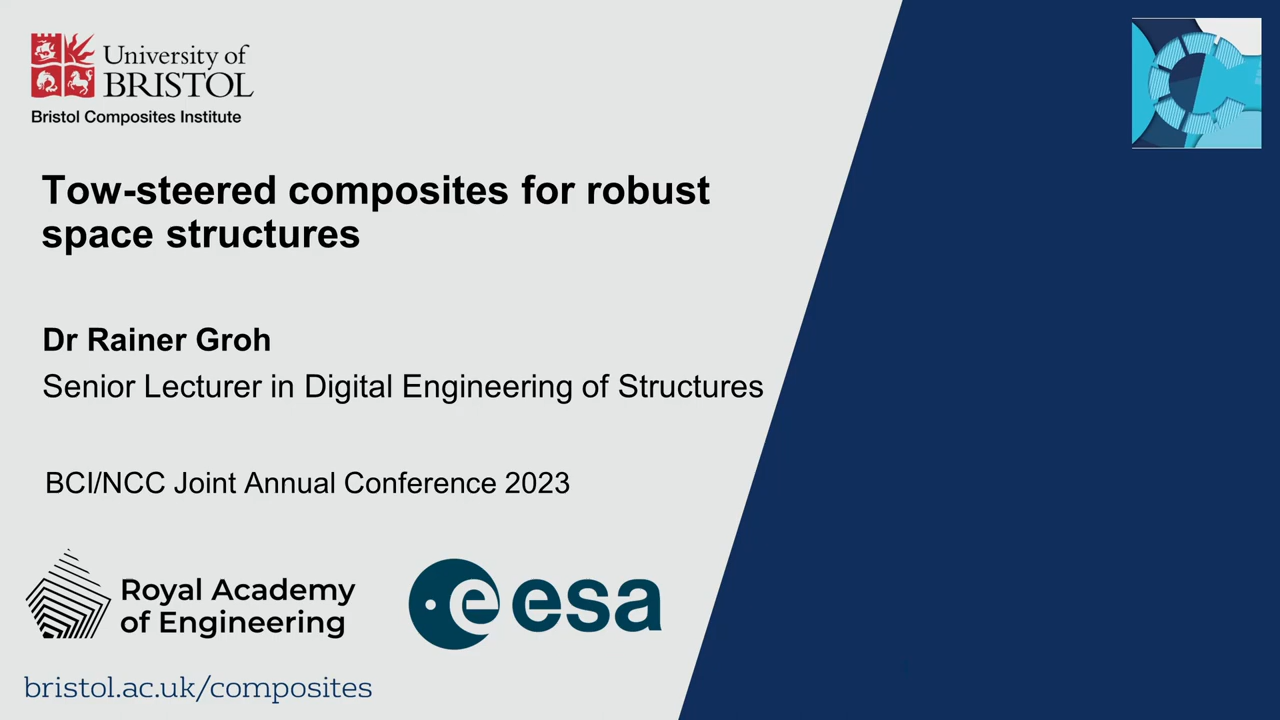 University of
BRISTOL
Bristol Composites Institute
Tow-steered composites for robust
space structures
Dr Rainer Groh
Senior Lecturer in Digital Engineering of Structures
BCI/NCC Joint Annual Conference 2023
Royal Academy
of Engineering
esa
bristol.ac.uk/composites